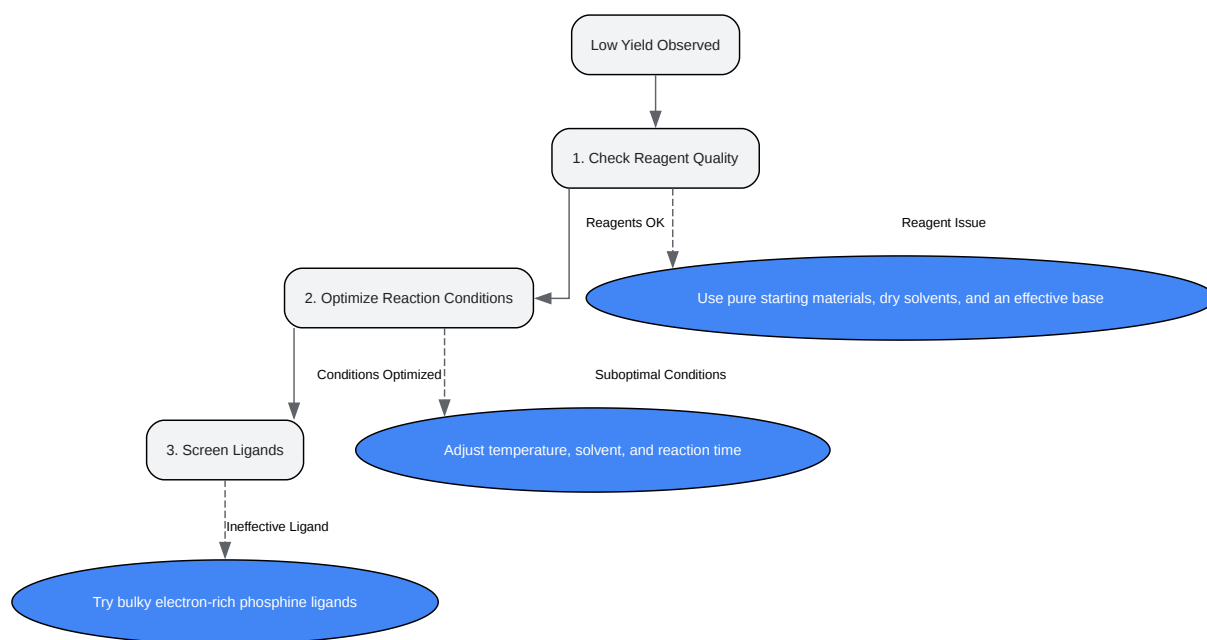 Low Yield Observed
1. Check Reagent Quality
Reagents OK
Reagent Issue
2. Optimize Reaction Conditions
Use pure starting materials, dry solvents, and an effective base
Conditions Optimized
Suboptimal Conditions
3. Screen Ligands
Adjust temperature, solvent, and reaction time
Ineffective Ligand
Try bulky electron-rich phosphine ligands